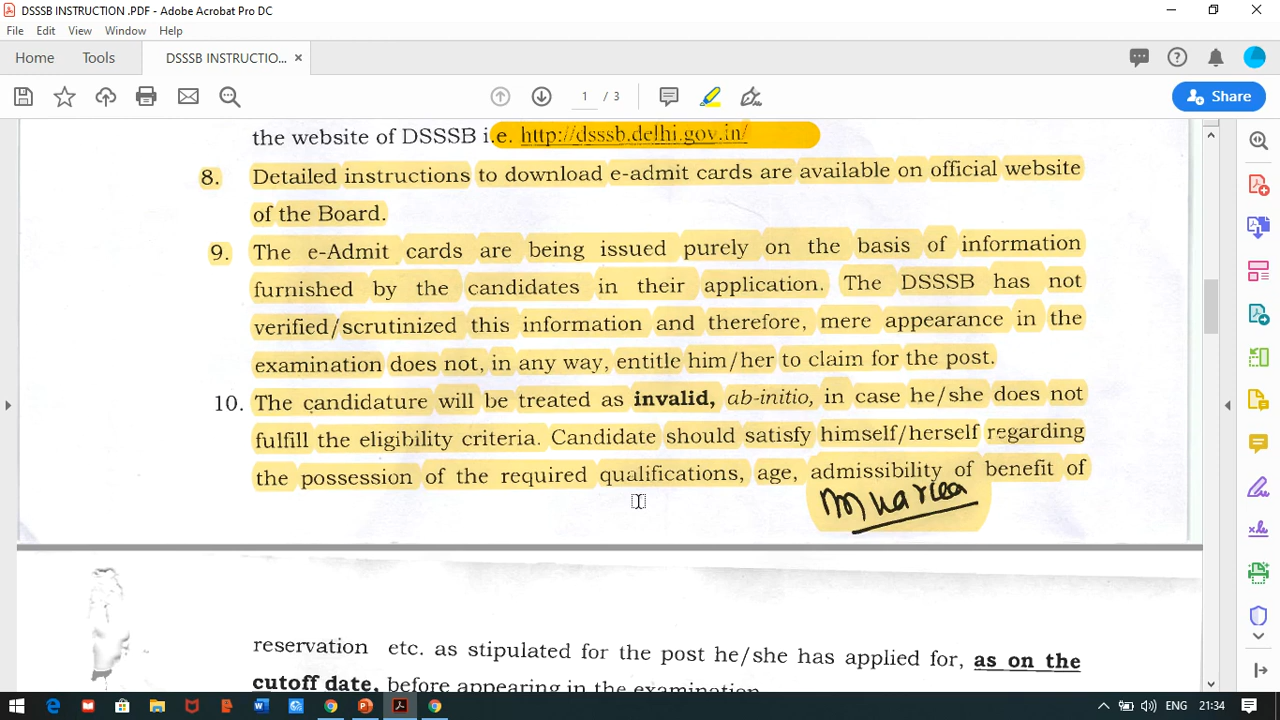 DSSSB INSTRUCTION .PDF - Adobe Acrobat Pro DC
File Edit View Window Help
Home Tools DSSSB INSTRUCTIO... ×
1 / 3 Share
the website of DSSSB i.e. http://dsssb.delhi.gov.in/
8. Detailed instructions to download e-admit cards are available on official website
of the Board.
9. The e-Admit cards are being issued purely on the basis of information
furnished by the candidates in their application. The DSSSB has not
verified/scrutinized this information and therefore, mere appearance in the
examination does not, in any way, entitle him/her to claim for the post.
10. The candidature will be treated as invalid, ab-initio, in case he/she does not
fulfill the eligibility criteria. Candidate should satisfy himself/herself regarding
the possession of the required qualifications, age, admissibility of benefit of
reservation etc. as stipulated for the post he/she has applied for, as on the
cutoff date, before appearing in the examination
ENG 21:34